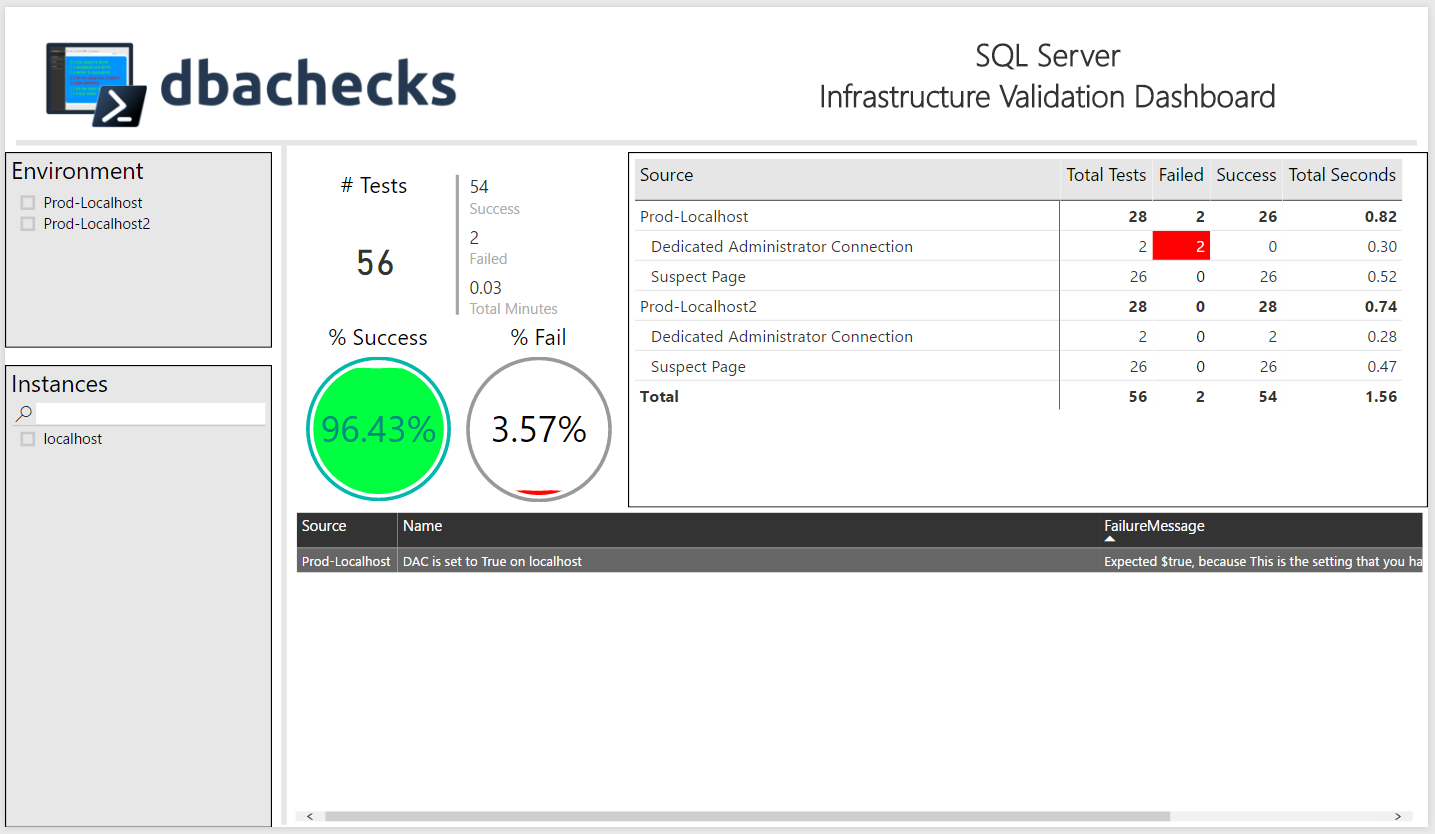 dbachecks
SQL Server
Infrastructure Validation Dashboard
Environment
Prod-Localhost
Prod-Localhost2
Instances
localhost
# Tests
56
54
Success
2
Failed
0.03
Total Minutes
% Success
% Fail
96.43%
3.57%
Source Total Tests Failed Success Total Seconds
Prod-Localhost 28 2 26 0.82
Dedicated Administrator Connection 2 2 0 0.30
Suspect Page 26 0 26 0.52
Prod-Localhost2 28 0 28 0.74
Dedicated Administrator Connection 2 0 2 0.28
Suspect Page 26 0 26 0.47
Total 56 2 54 1.56
Source Name FailureMessage
Prod-Localhost DAC is set to True on localhost Expected $true, because This is the setting that you ha